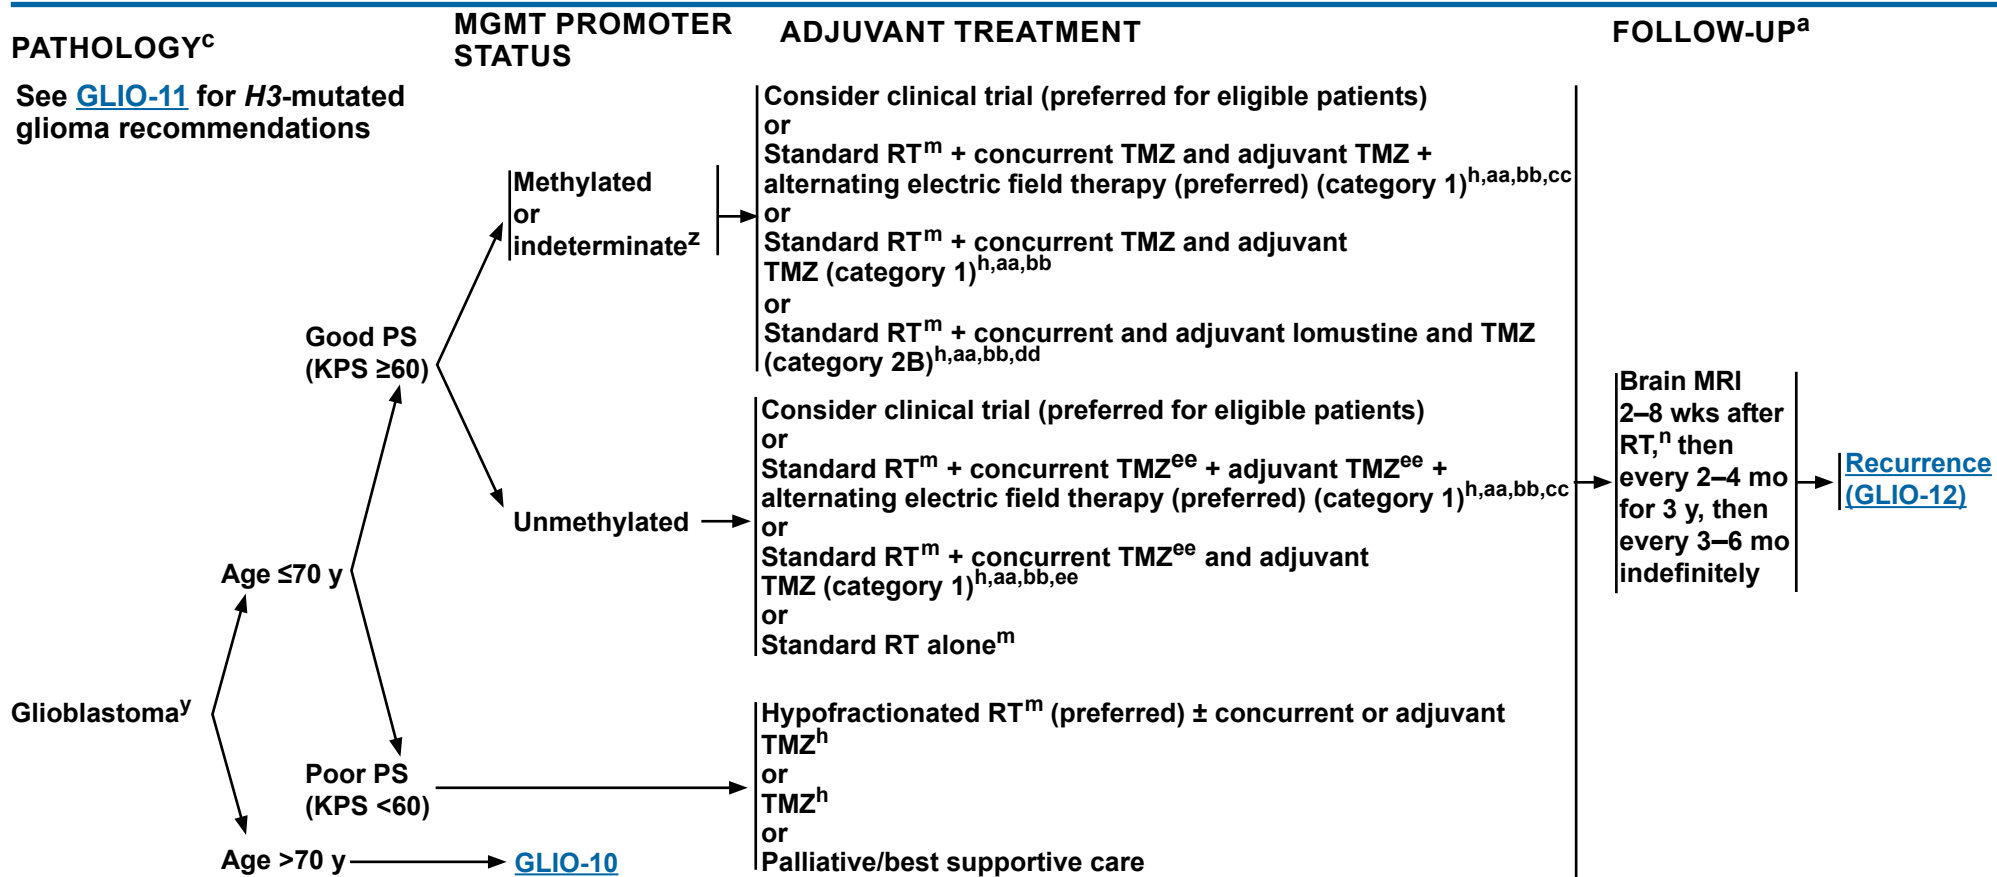 PATHOLOGYc
MGMT PROMOTER
STATUS
ADJUVANT TREATMENT
FOLLOW-UPa
See GLIO-11 for H3-mutated
glioma recommendations
Glioblastomay
Age ≤70 y
Good PS
(KPS ≥60)
Methylated
or
indeterminatez
Consider clinical trial (preferred for eligible patients)
or
Standard RTm + concurrent TMZ and adjuvant TMZ +
alternating electric field therapy (preferred) (category 1)h,aa,bb,cc
or
Standard RTm + concurrent TMZ and adjuvant
TMZ (category 1)h,aa,bb
or
Standard RTm + concurrent and adjuvant lomustine and TMZ
(category 2B)h,aa,bb,dd
Unmethylated
Consider clinical trial (preferred for eligible patients)
or
Standard RTm + concurrent TMZee + adjuvant TMZee +
alternating electric field therapy (preferred) (category 1)h,aa,bb,cc
or
Standard RTm + concurrent TMZee and adjuvant
TMZ (category 1)h,aa,bb,ee
or
Standard RT alonem
Poor PS
(KPS <60)
Hypofractionated RTm (preferred) ± concurrent or adjuvant
TMZh
or
TMZh
or
Palliative/best supportive care
Age >70 y
GLIO-10
Brain MRI
2–8 wks after
RT,n then
every 2–4 mo
for 3 y, then
every 3–6 mo
indefinitely
Recurrence
(GLIO-12)